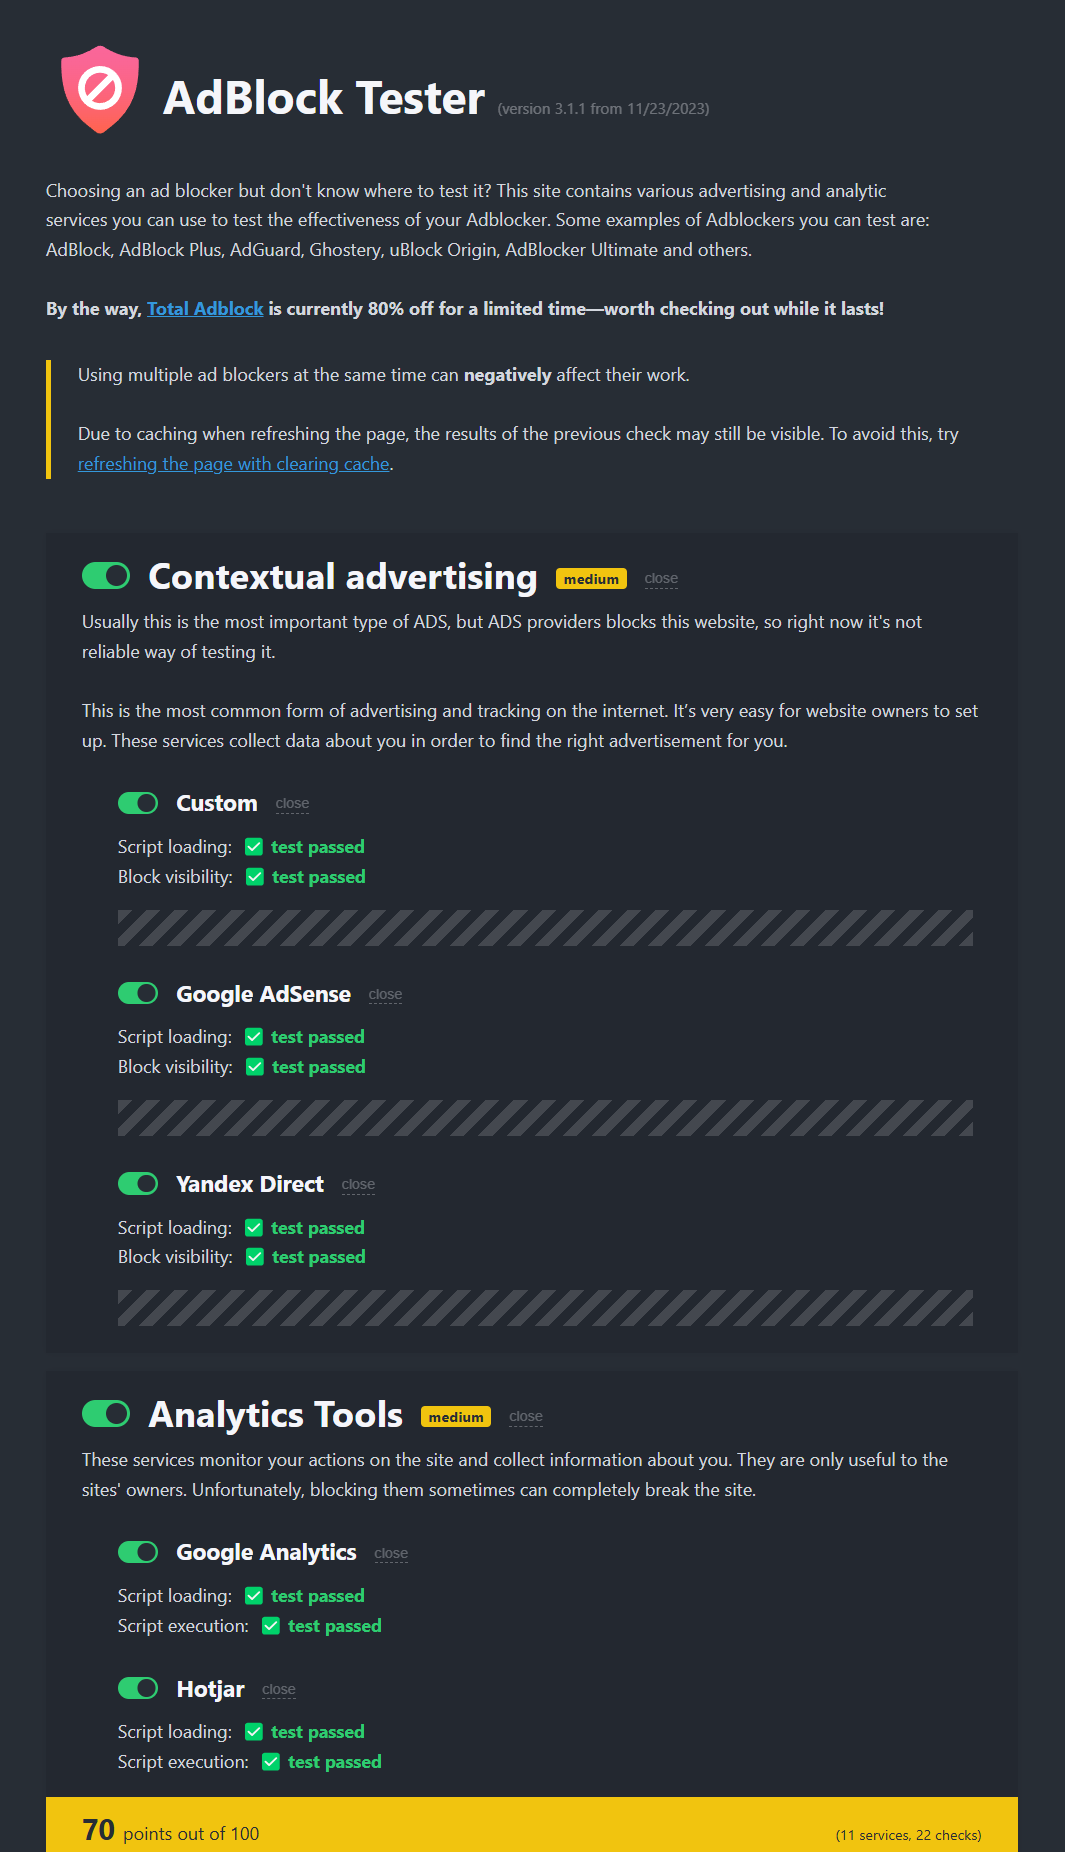 AdBlock Tester (version 3.1.1 from 11/23/2023)
Choosing an ad blocker but don't know where to test it? This site contains various advertising and analytic
services you can use to test the effectiveness of your Adblocker. Some examples of Adblockers you can test are:
AdBlock, AdBlock Plus, AdGuard, Ghostery, uBlock Origin, AdBlocker Ultimate and others.
By the way, Total Adblock is currently 80% off for a limited time—worth checking out while it lasts!
Using multiple ad blockers at the same time can negatively affect their work.
Due to caching when refreshing the page, the results of the previous check may still be visible. To avoid this, try
refreshing the page with clearing cache.
Contextual advertising medium close
Usually this is the most important type of ADS, but ADS providers blocks this website, so right now it's not
reliable way of testing it.
This is the most common form of advertising and tracking on the internet. It’s very easy for website owners to set
up. These services collect data about you in order to find the right advertisement for you.
Custom close
Script loading: ✅ test passed
Block visibility: ✅ test passed
Google AdSense close
Script loading: ✅ test passed
Block visibility: ✅ test passed
Yandex Direct close
Script loading: ✅ test passed
Block visibility: ✅ test passed
Analytics Tools medium close
These services monitor your actions on the site and collect information about you. They are only useful to the
sites' owners. Unfortunately, blocking them sometimes can completely break the site.
Google Analytics close
Script loading: ✅ test passed
Script execution: ✅ test passed
Hotjar close
Script loading: ✅ test passed
Script execution: ✅ test passed
70 points out of 100 (11 services, 22 checks)